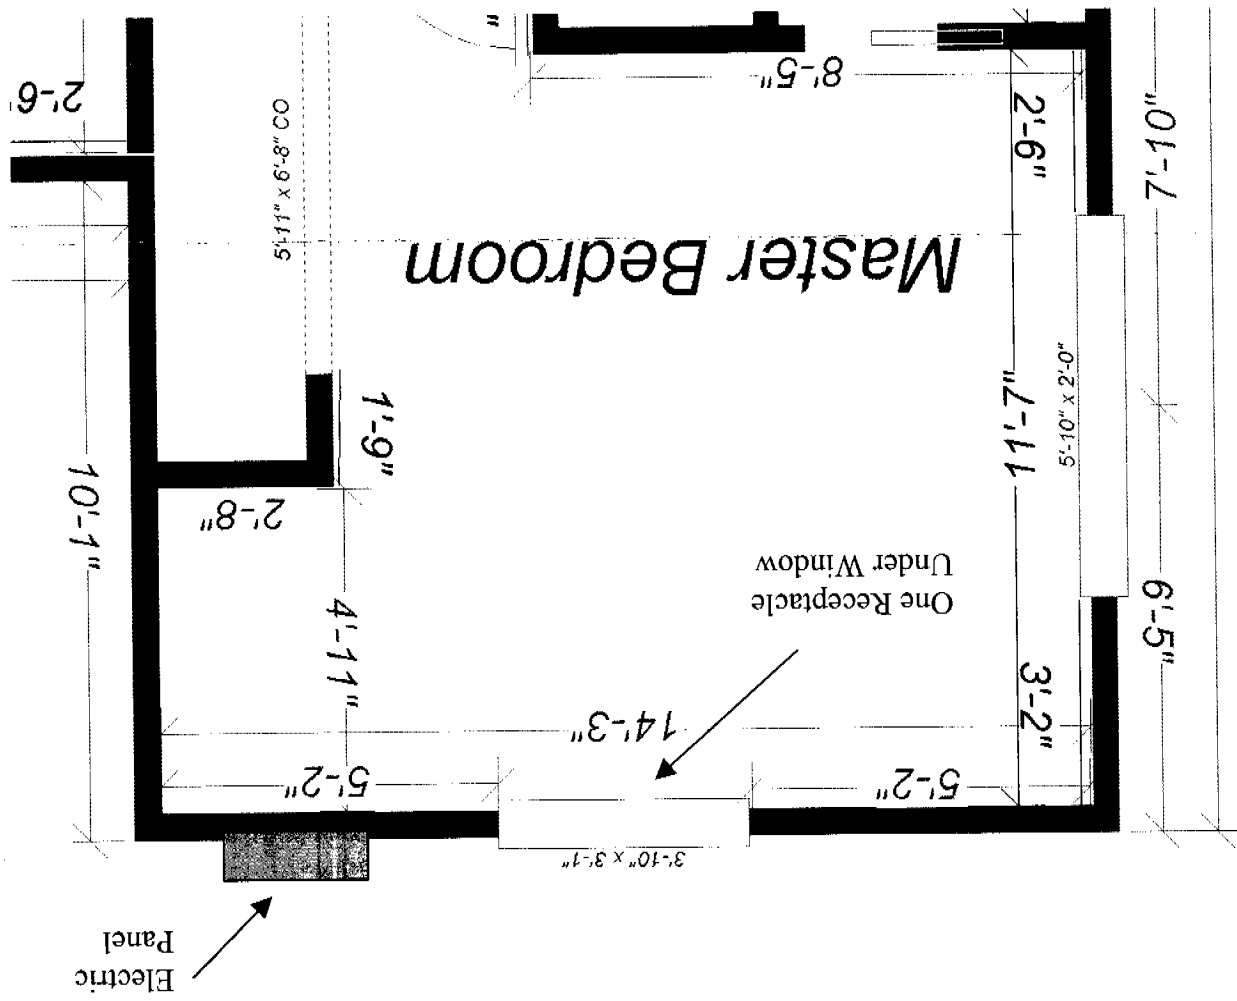 Electric
Panel
3'-10" x 3'-1"
5'-2"
5'-2"
14'-3"
3'-2"
6'-5"
4'-11"
One Receptacle
Under Window
10'-1"
2'-8"
1'-9"
11'-7"
5'-10" x 2'-0"
Master Bedroom
5'-11" x 6'-8" CO
7'-10"
2'-6"
2'-6
8'-5"